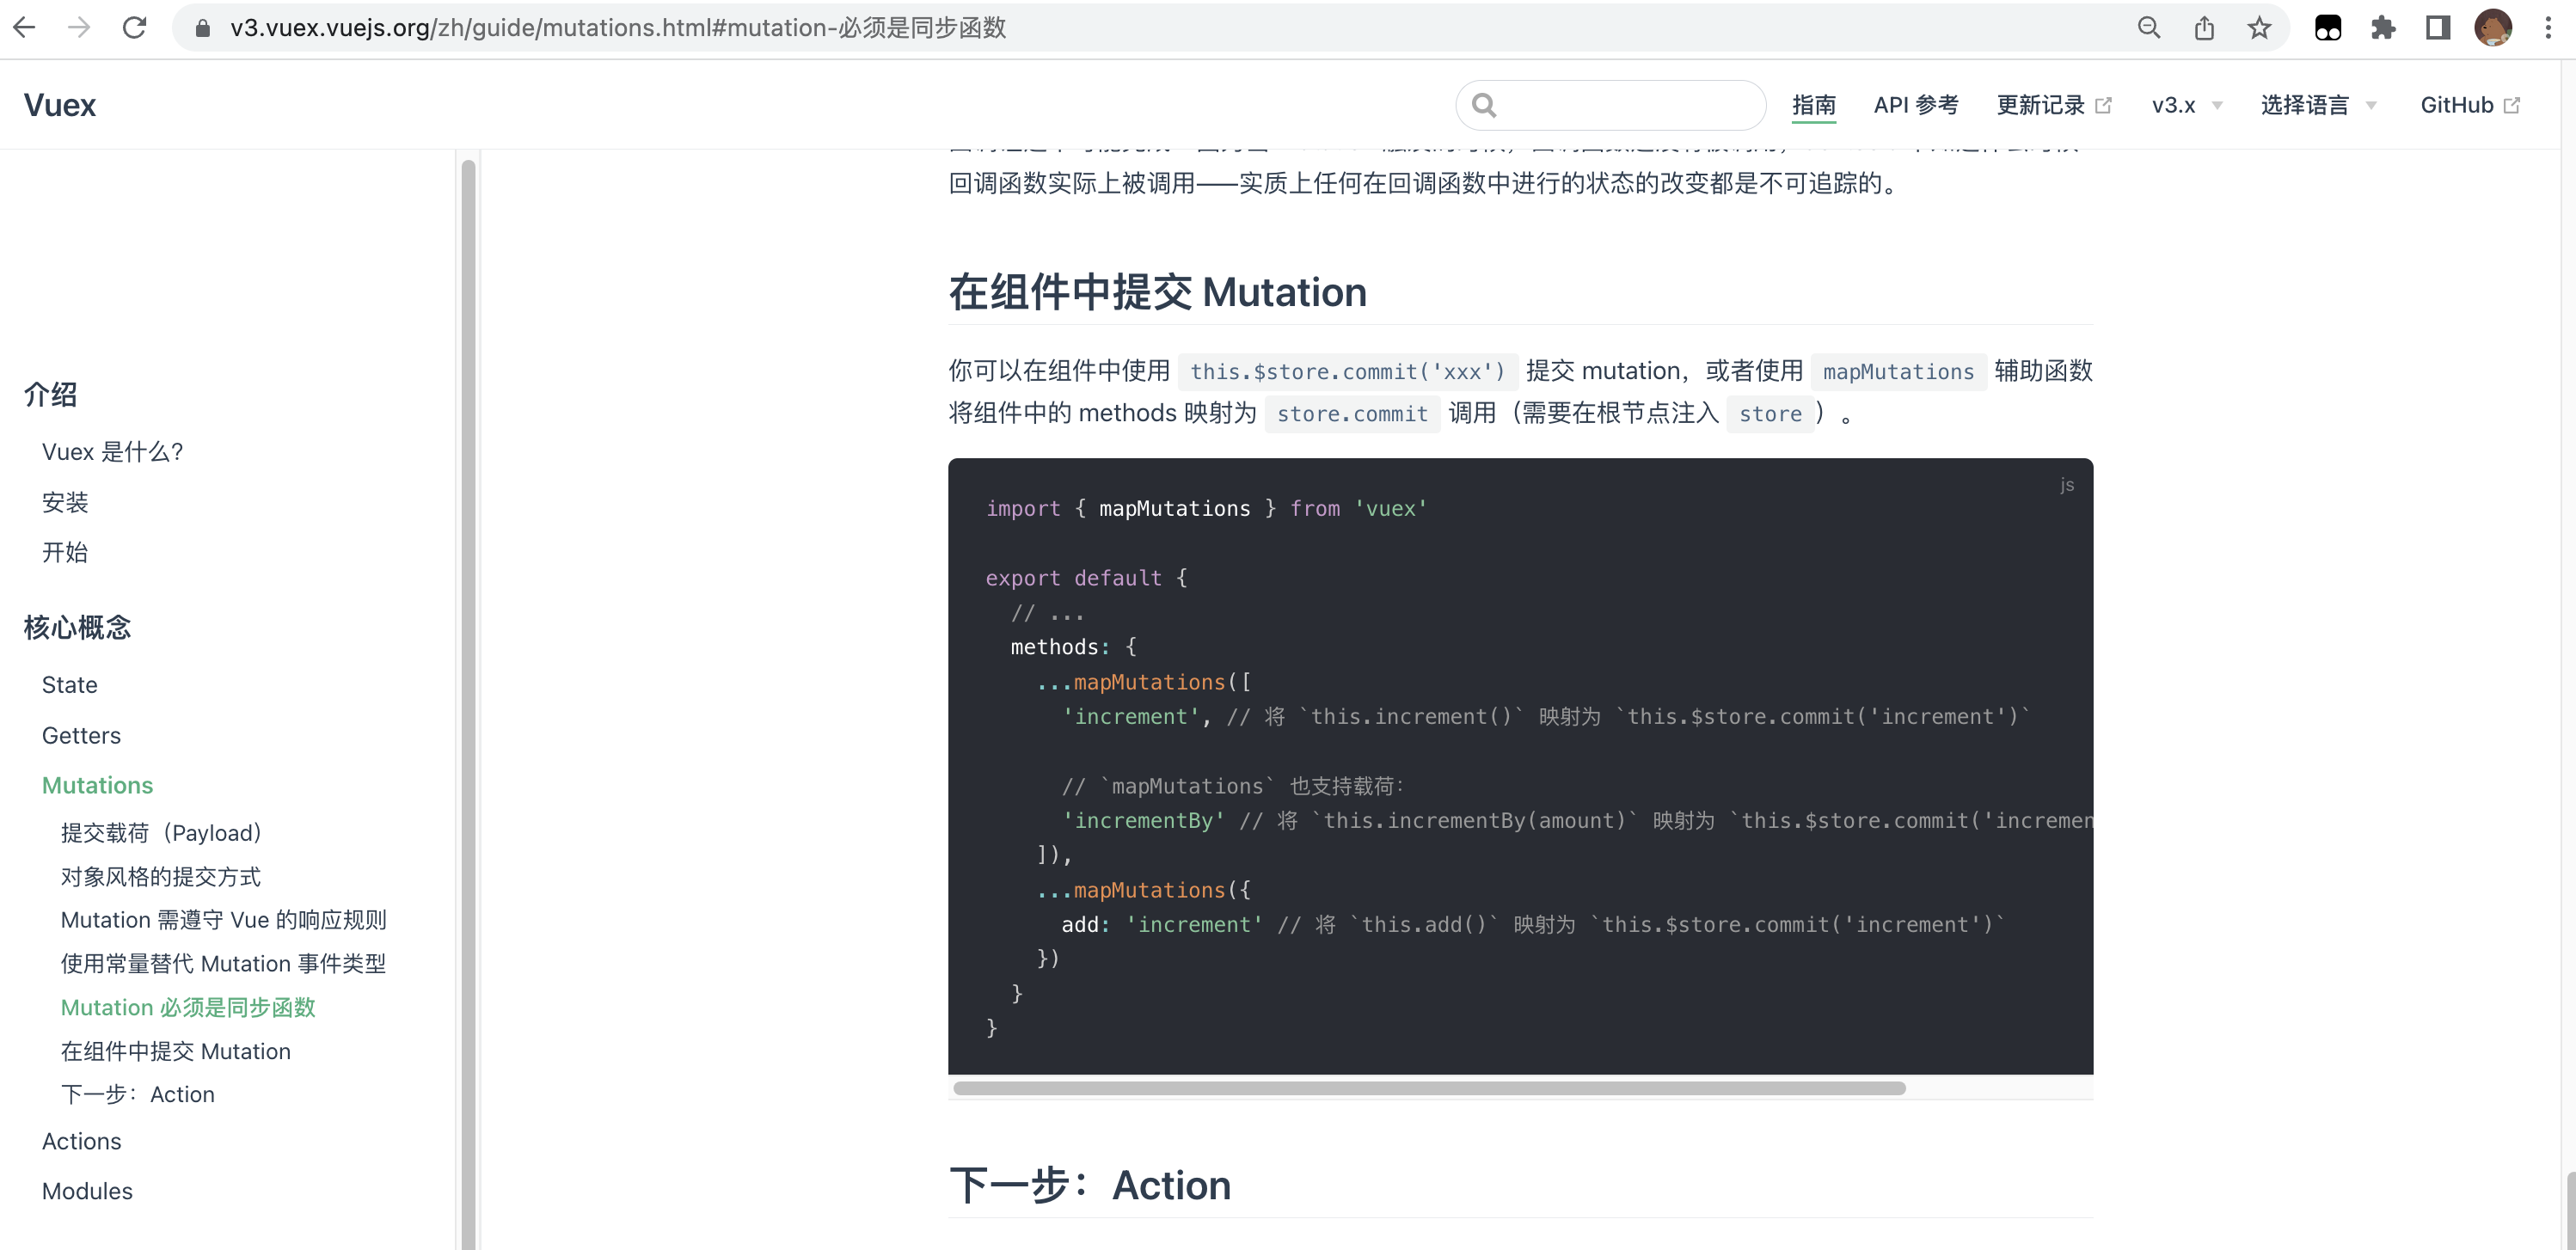 v3.vuex.vuejs.org/zh/guide/mutations.html#mutation-必须是同步函数
Vuex
指南
API 参考
更新记录
v3.x
选择语言
GitHub
介绍
Vuex 是什么?
安装
开始
核心概念
State
Getters
Mutations
提交载荷（Payload）
对象风格的提交方式
Mutation 需遵守 Vue 的响应规则
使用常量替代 Mutation 事件类型
Mutation 必须是同步函数
在组件中提交 Mutation
下一步：Action
Actions
Modules
回调函数实际上被调用——实质上任何在回调函数中进行的状态的改变都是不可追踪的。
在组件中提交 Mutation
你可以在组件中使用 this.$store.commit('xxx') 提交 mutation，或者使用 mapMutations 辅助函数
将组件中的 methods 映射为 store.commit 调用（需要在根节点注入 store）。
js
import { mapMutations } from 'vuex'
export default {
// ...
methods: {
...mapMutations([
'increment', // 将 `this.increment()` 映射为 `this.$store.commit('increment')`
// `mapMutations` 也支持载荷：
'incrementBy' // 将 `this.incrementBy(amount)` 映射为 `this.$store.commit('incremen
]),
...mapMutations({
add: 'increment' // 将 `this.add()` 映射为 `this.$store.commit('increment')`
})
}
}
下一步：Action